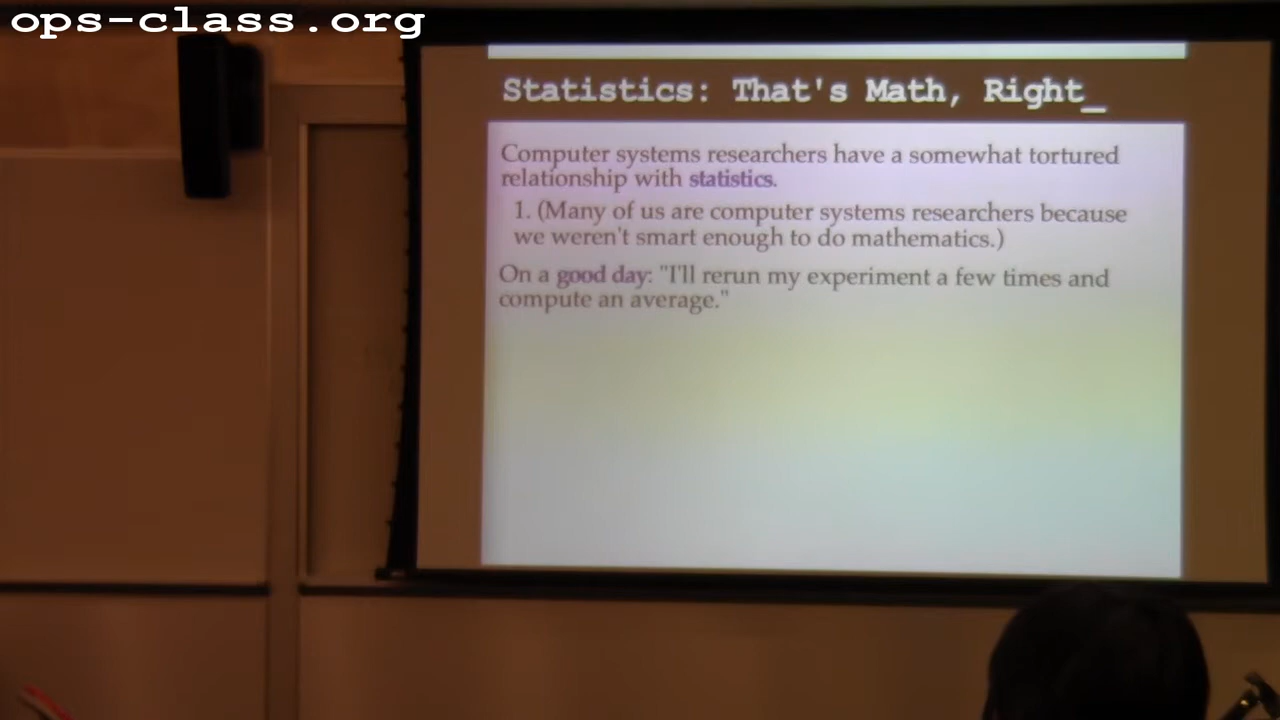 ops-class.org
Statistics: That's Math, Right_
Computer systems researchers have a somewhat tortured
relationship with statistics.
1. (Many of us are computer systems researchers because
we weren't smart enough to do mathematics.)
On a good day: "I'll rerun my experiment a few times and
compute an average."